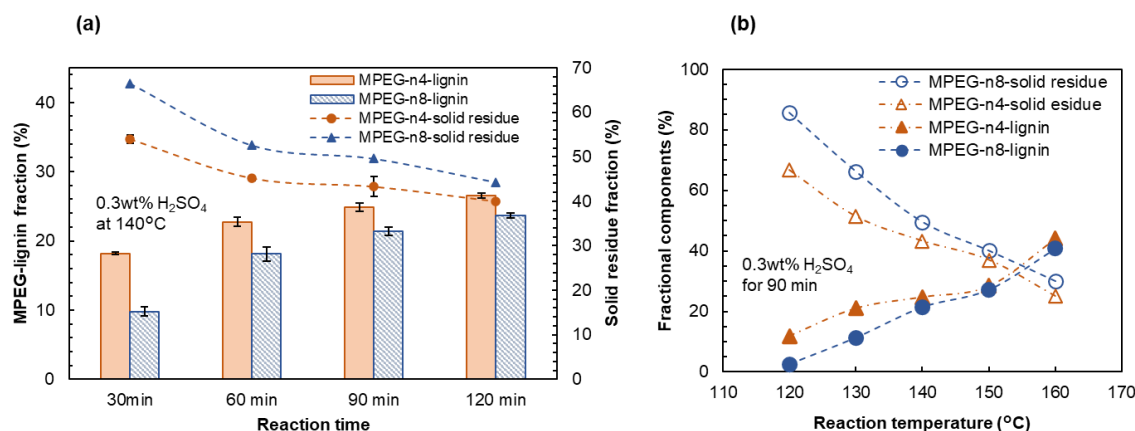 (a)
MPEG-n4-lignin
MPEG-n8-lignin
MPEG-n4-solid residue
MPEG-n8-solid residue
0.3wt% H₂SO₄
at 140°C
MPEG-lignin fraction (%)
0
10
20
30
40
Solid residue fraction (%)
0
10
20
30
40
50
60
70
30min
60 min
90 min
120 min
Reaction time
(b)
MPEG-n8-solid residue
MPEG-n4-solid esidue
MPEG-n4-lignin
MPEG-n8-lignin
0.3wt% H₂SO₄
for 90 min
Fractional components (%)
0
20
40
60
80
100
110
120
130
140
150
160
170
Reaction temperature (°C)